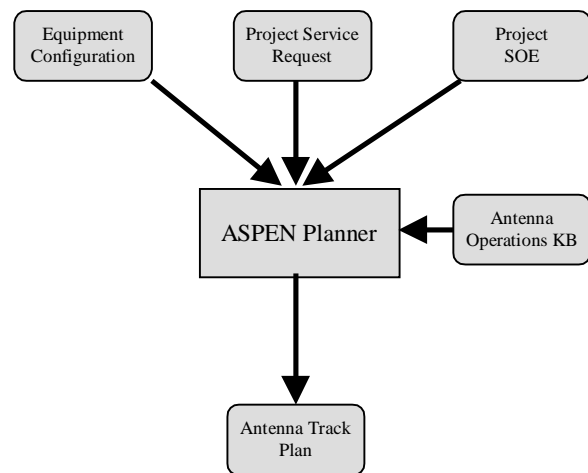 Equipment
Configuration
Project Service
Request
Project
SOE
ASPEN Planner
Antenna
Operations KB
Antenna Track
Plan